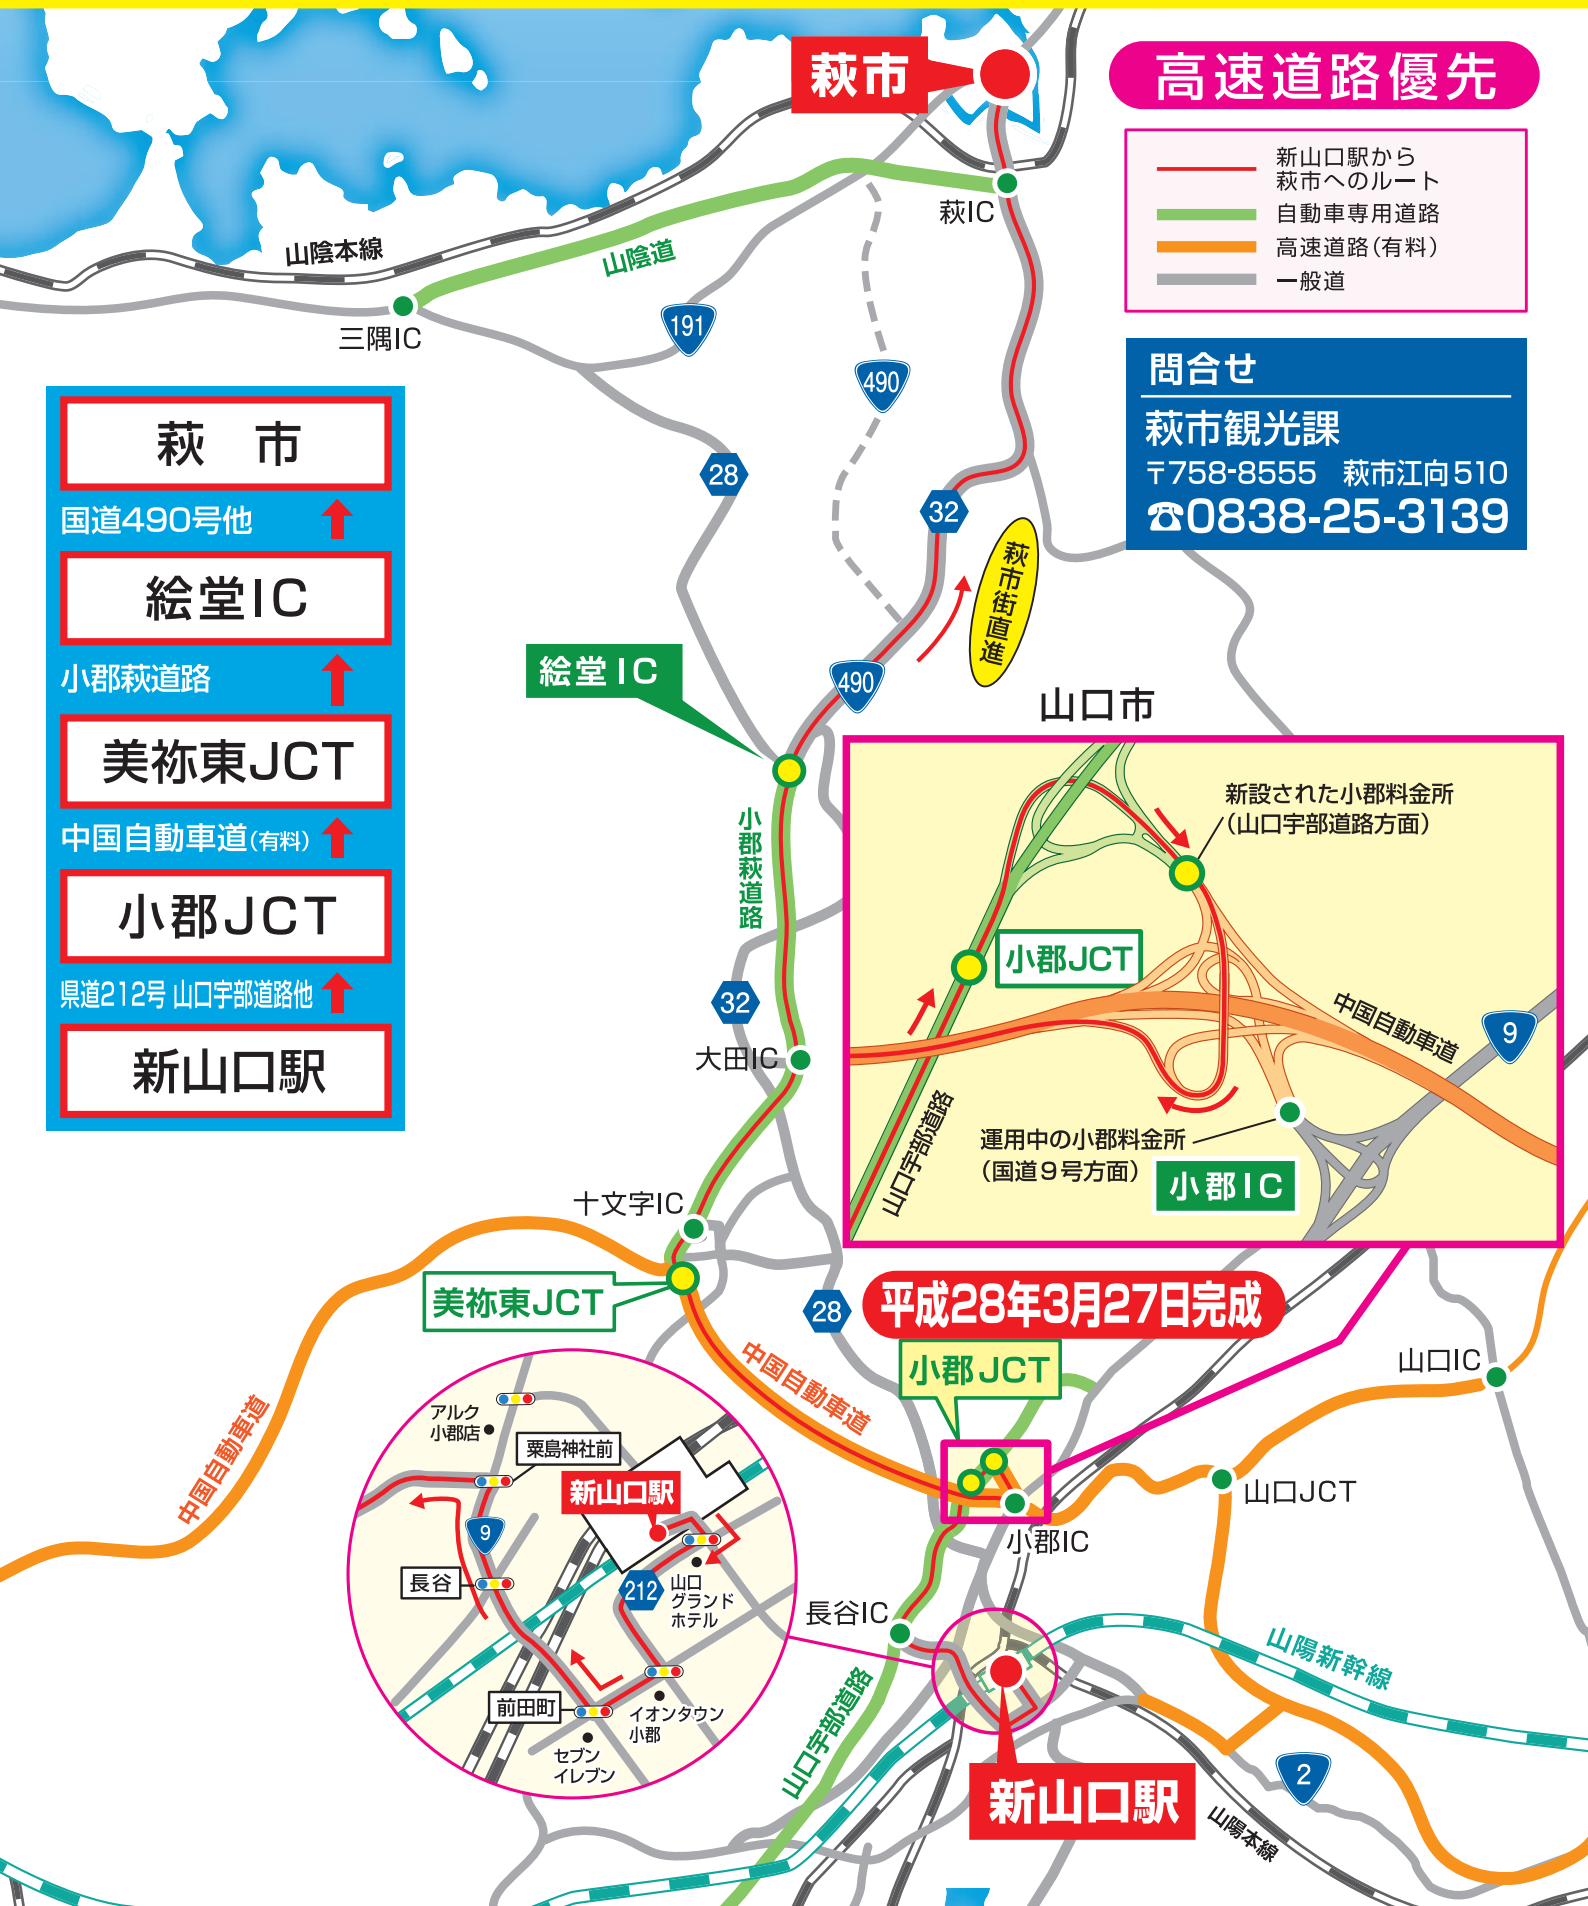 高速道路優先
新山口駅から
萩市へのルート
自動車専用道路
高速道路(有料)
一般道
問合せ
萩市観光課
〒758-8555 萩市江向510
☎0838-25-3139
萩市
萩IC
山陰本線
山陰道
三隅IC
191
490
28
32
萩市街直進
490
絵堂IC
山口市
萩 市
国道490号他
絵堂IC
小郡萩道路
美祢東JCT
中国自動車道(有料)
小郡JCT
県道212号 山口宇部道路他
新山口駅
小郡萩道路
32
大田IC
十文字IC
美祢東JCT
28
新設された小郡料金所
(山口宇部道路方面)
小郡JCT
中国自動車道
9
山口宇部道路
運用中の小郡料金所
(国道9号方面)
小郡IC
平成28年3月27日完成
小郡JCT
中国自動車道
中国自動車道
山口IC
山口JCT
小郡IC
長谷IC
山口宇部道路
山陽新幹線
2
山陽本線
新山口駅
アルク
小郡店
粟島神社前
新山口駅
9
長谷
212
山口
グランド
ホテル
前田町
イオンタウン
小郡
セブン
イレブン